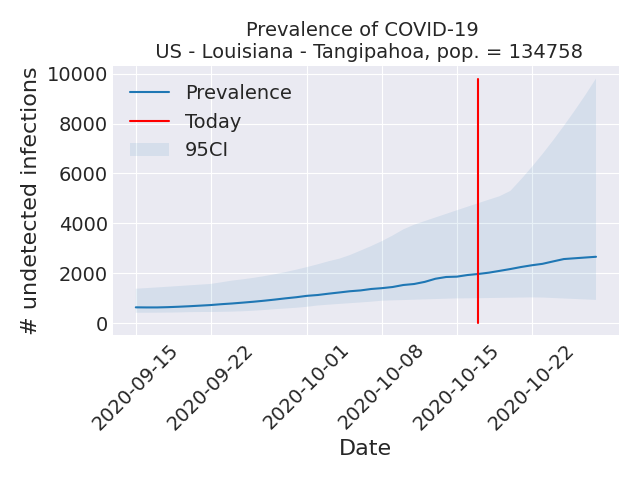 Prevalence of COVID-19
US - Louisiana - Tangipahoa, pop. = 134758
# undetected infections
10000
8000
6000
4000
2000
0
Prevalence
Today
95CI
2020-09-15
2020-09-22
2020-10-01
2020-10-08
2020-10-15
2020-10-22
Date